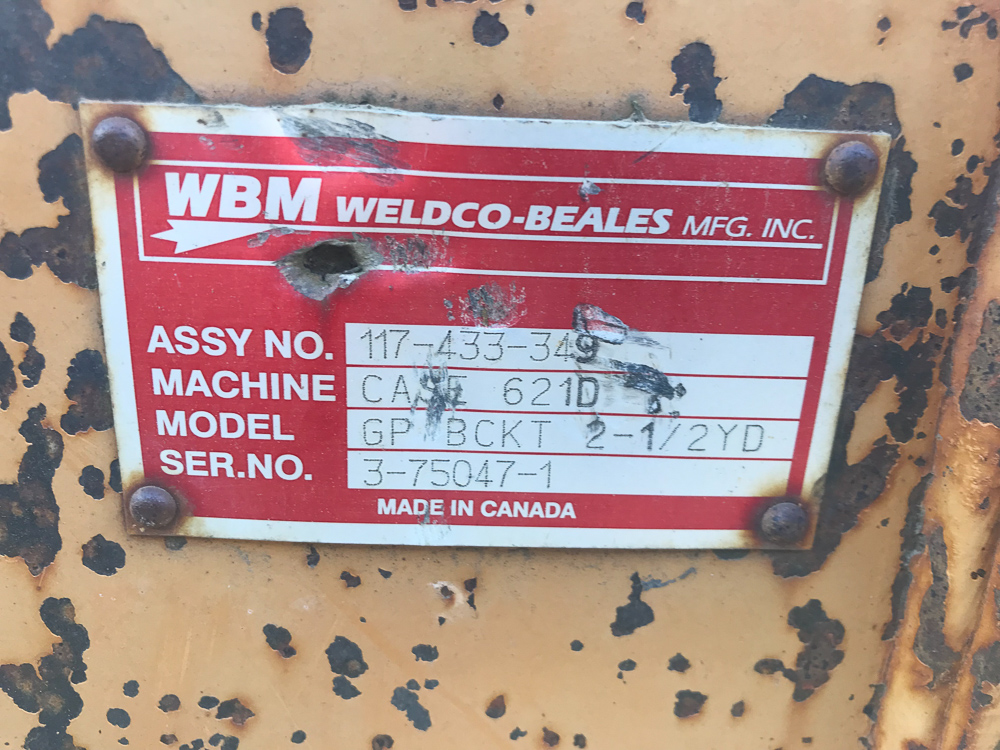 WBM WELDCO-BEALES MFG. INC.
ASSY NO. 117-433-349
MACHINE CASE 621D
MODEL GP BCKT 2-1/2YD
SER.NO. 3-75047-1
MADE IN CANADA